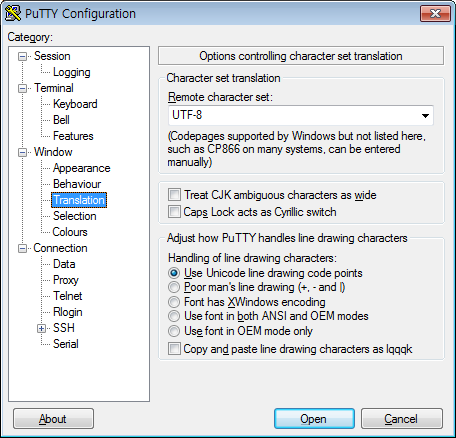 PuTTY Configuration
Category:
Session
Logging
Terminal
Keyboard
Bell
Features
Window
Appearance
Behaviour
Translation
Selection
Colours
Connection
Data
Proxy
Telnet
Rlogin
SSH
Serial
Options controlling character set translation
Character set translation
Remote character set:
UTF-8
(Codepages supported by Windows but not listed here,
such as CP866 on many systems, can be entered
manually)
Treat CJK ambiguous characters as wide
Caps Lock acts as Cyrillic switch
Adjust how PuTTY handles line drawing characters
Handling of line drawing characters:
Use Unicode line drawing code points
Poor man's line drawing (+, - and |)
Font has XWindows encoding
Use font in both ANSI and OEM modes
Use font in OEM mode only
Copy and paste line drawing characters as lqqqk
About
Open
Cancel